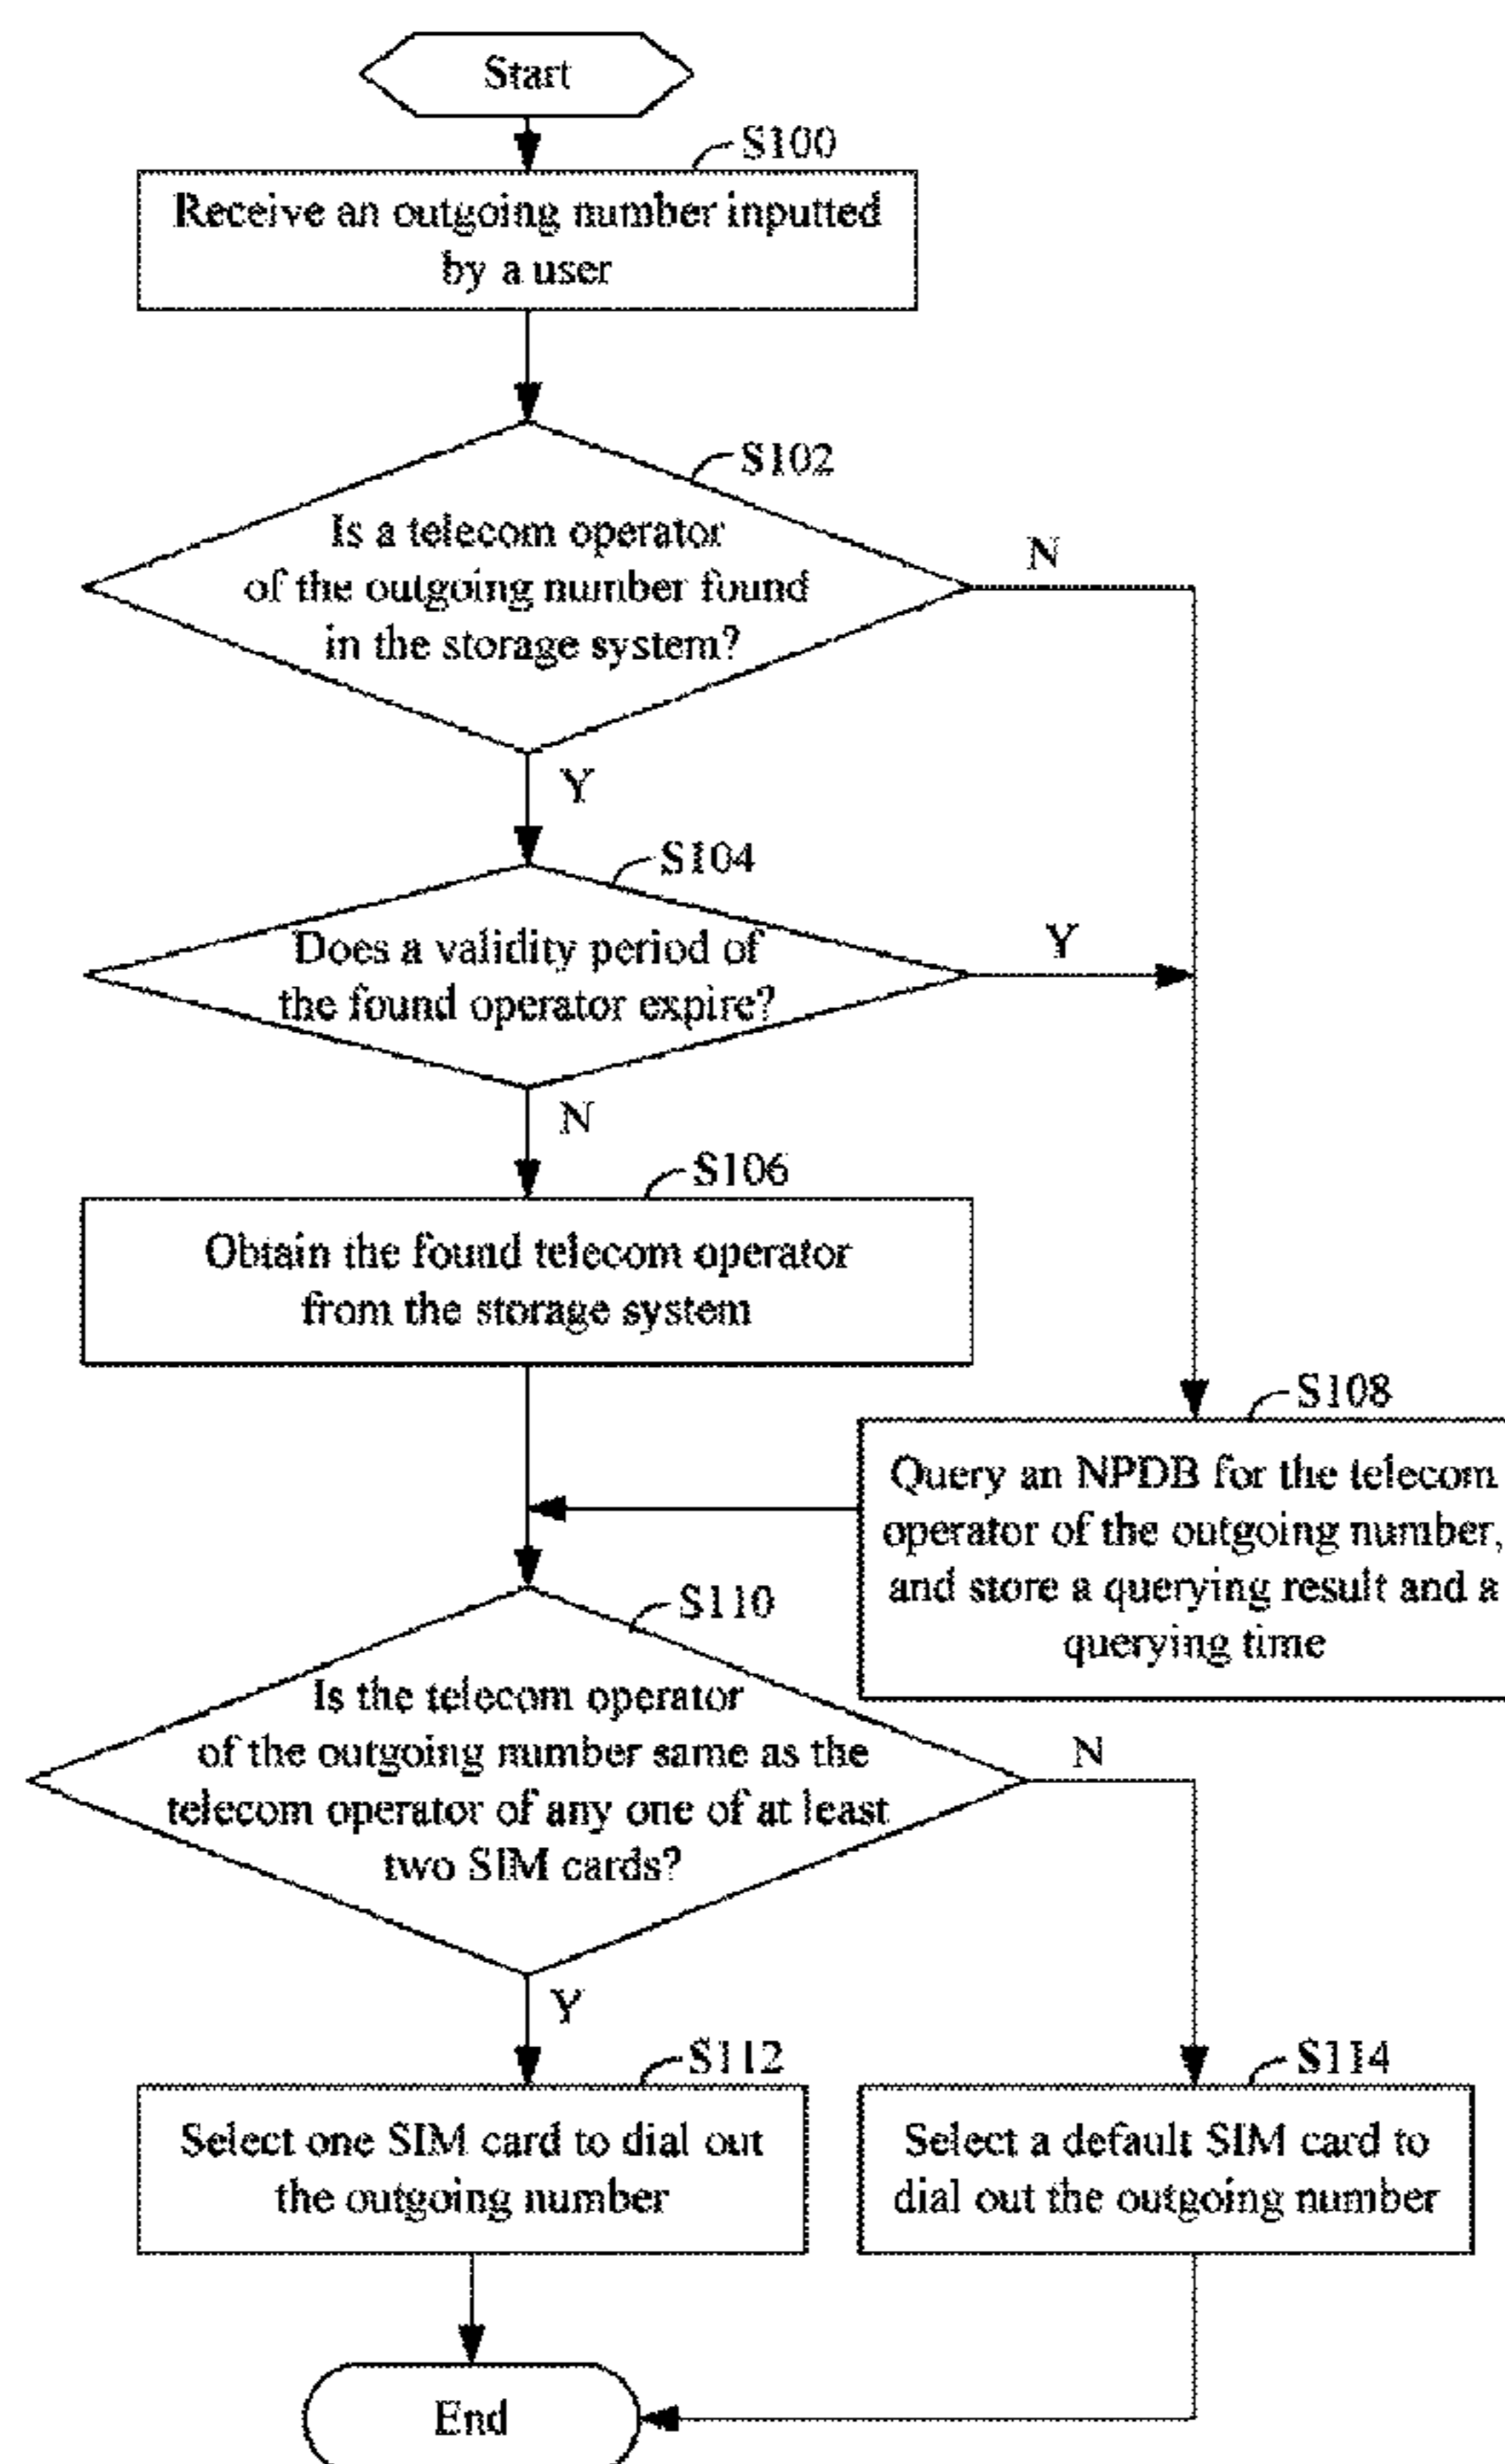 Start
S100
Receive an outgoing number inputted
by a user
S102
Is a telecom operator
of the outgoing number found
in the storage system?
N
Y
S104
Does a validity period of
the found operator expire?
Y
N
S106
Obtain the found telecom operator
from the storage system
S108
Query an NPDB for the telecom
operator of the outgoing number,
and store a querying result and a
querying time
S110
Is the telecom operator
of the outgoing number same as the
telecom operator of any one of at least
two SIM cards?
N
Y
S112
Select one SIM card to dial out
the outgoing number
S114
Select a default SIM card to
dial out the outgoing number
End